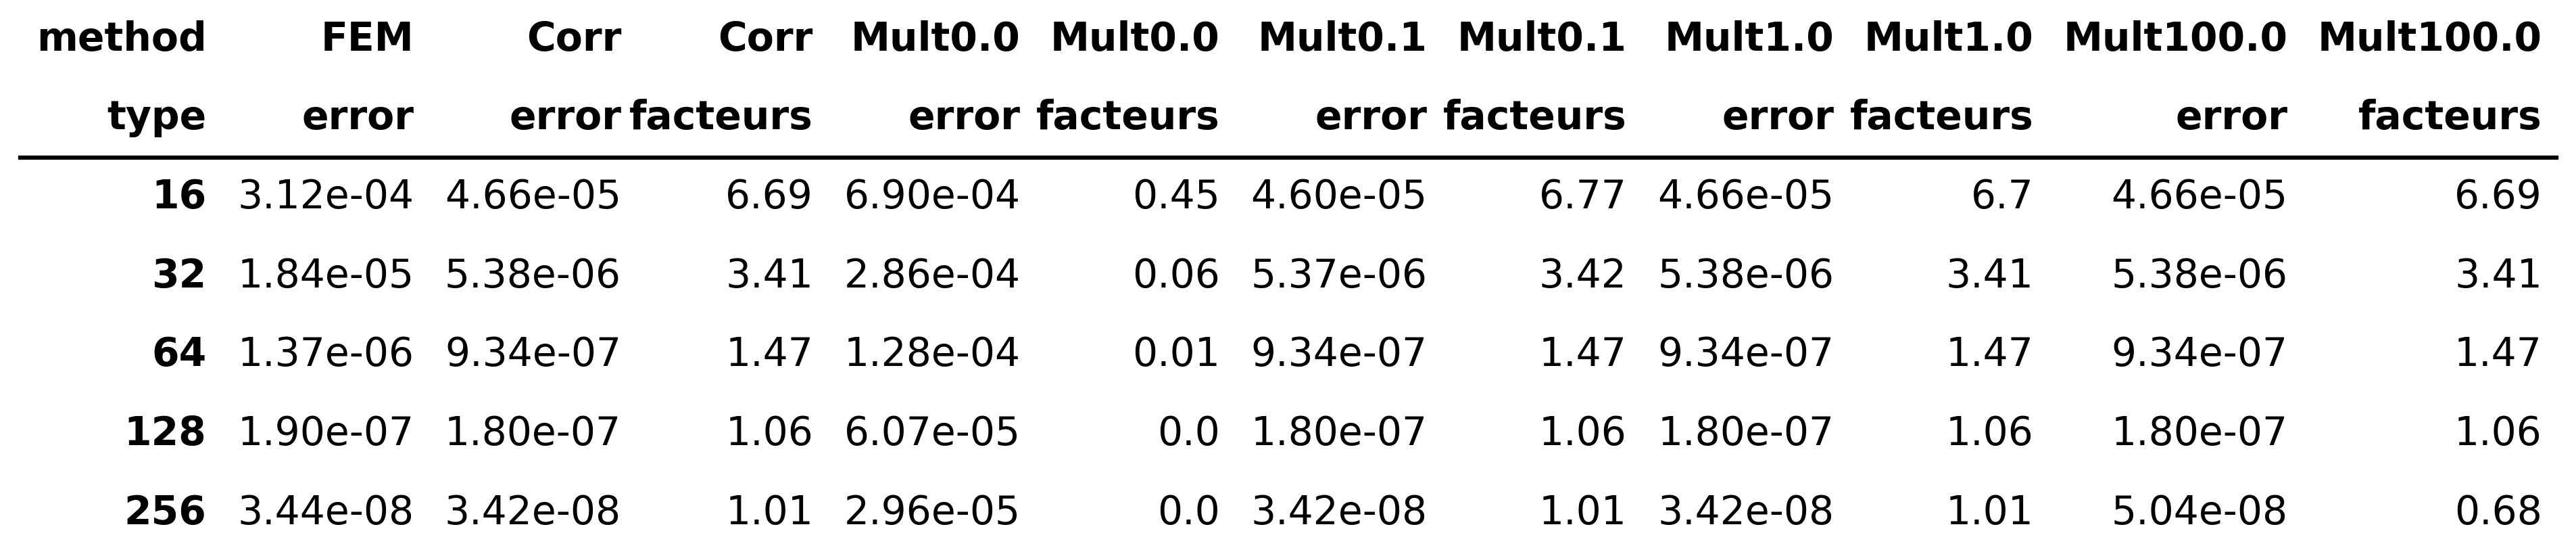 method FEM Corr Corr Mult0.0 Mult0.0 Mult0.1 Mult0.1 Mult1.0 Mult1.0 Mult100.0 Mult100.0
type error error facteurs error facteurs error facteurs error facteurs error facteurs
16 3.12e-04 4.66e-05 6.69 6.90e-04 0.45 4.60e-05 6.77 4.66e-05 6.7 4.66e-05 6.69
32 1.84e-05 5.38e-06 3.41 2.86e-04 0.06 5.37e-06 3.42 5.38e-06 3.41 5.38e-06 3.41
64 1.37e-06 9.34e-07 1.47 1.28e-04 0.01 9.34e-07 1.47 9.34e-07 1.47 9.34e-07 1.47
128 1.90e-07 1.80e-07 1.06 6.07e-05 0.0 1.80e-07 1.06 1.80e-07 1.06 1.80e-07 1.06
256 3.44e-08 3.42e-08 1.01 2.96e-05 0.0 3.42e-08 1.01 3.42e-08 1.01 5.04e-08 0.68